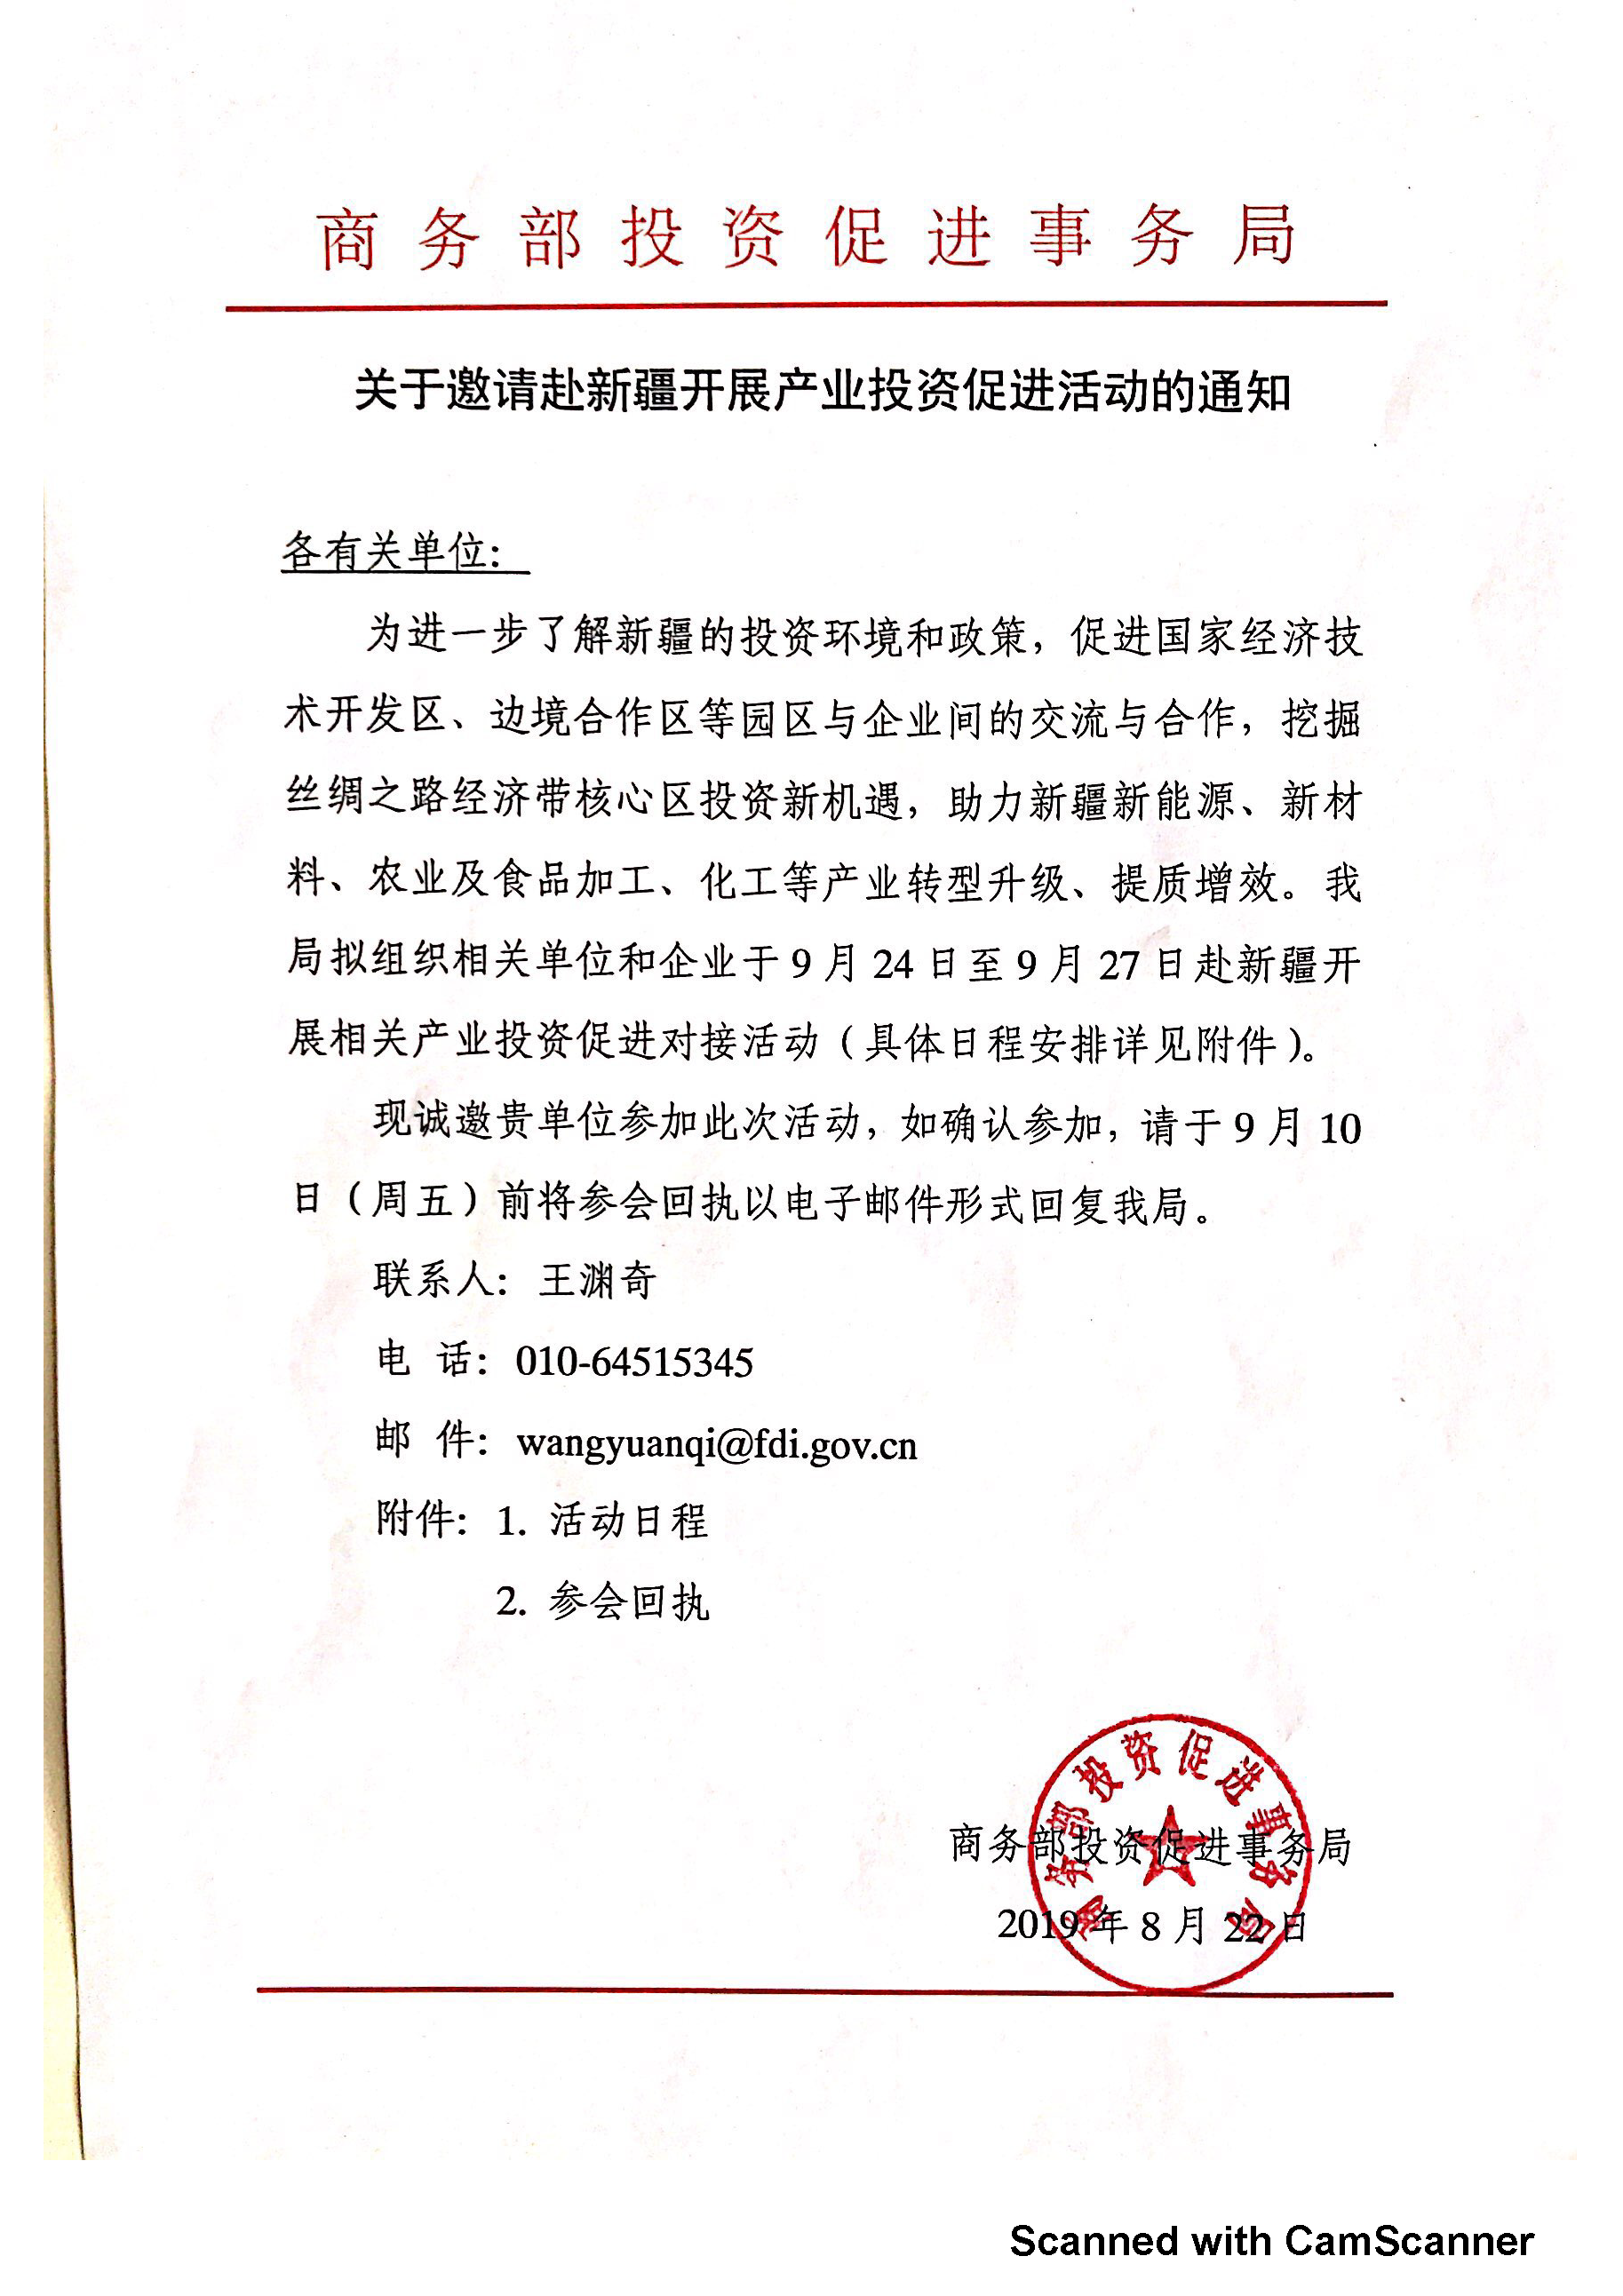 商务部投资促进事务局
关于邀请赴新疆开展产业投资促进活动的通知
各有关单位：
为进一步了解新疆的投资环境和政策，促进国家经济技
术开发区、边境合作区等园区与企业间的交流与合作，挖掘
丝绸之路经济带核心区投资新机遇，助力新疆新能源、新材
料、农业及食品加工、化工等产业转型升级、提质增效。我
局拟组织相关单位和企业于9月24日至9月27日赴新疆开
展相关产业投资促进对接活动（具体日程安排详见附件）。
现诚邀贵单位参加此次活动，如确认参加，请于9月10
日（周五）前将参会回执以电子邮件形式回复我局。
联系人：王渊奇
电 话：010-64515345
邮 件：wangyuanqi@fdi.gov.cn
附件：1. 活动日程
2. 参会回执
商务部投资促进事务局
商务部投资促进事务局
2019年8月22日
Scanned with CamScanner